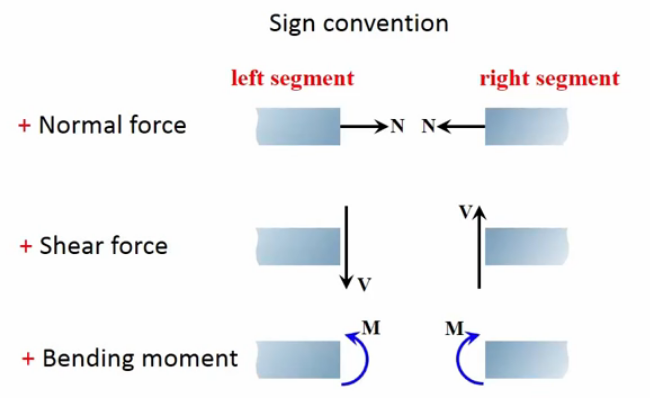 Sign convention
left segment right segment
+ Normal force N N
V
+ Shear force
V
M M
+ Bending moment